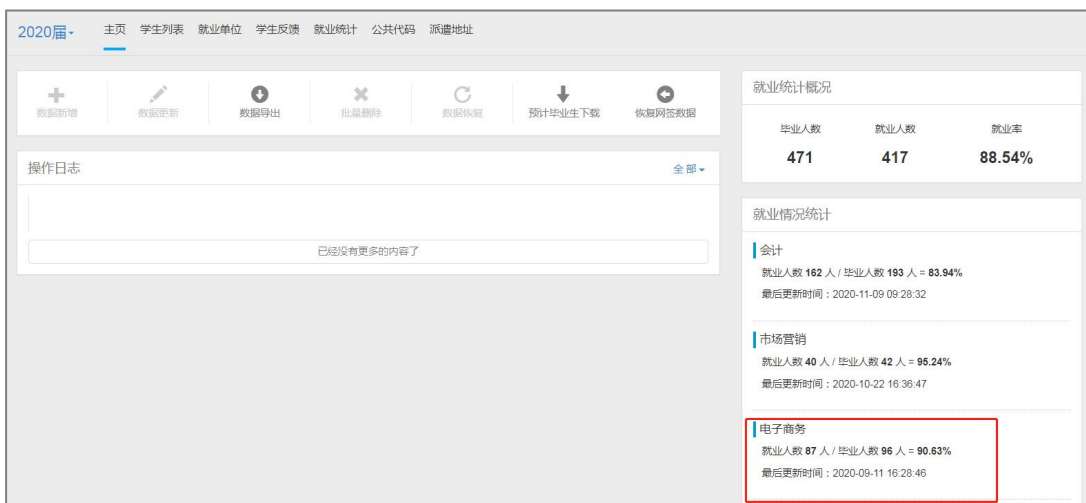 2020届 主页 学生列表 就业单位 学生反馈 就业统计 公共代码 派遣地址
数据新增 数据更新 数据导出 批量删除 数据恢复 预计毕业生下载 恢复网签数据
操作日志 全部
已经没有更多的内容了
就业统计概况
毕业人数 就业人数 就业率
471 417 88.54%
就业情况统计
会计
就业人数 162 人 / 毕业人数 193 人 = 83.94%
最后更新时间：2020-11-09 09:28:32
市场营销
就业人数 40 人 / 毕业人数 42 人 = 95.24%
最后更新时间：2020-10-22 16:36:47
电子商务
就业人数 87 人 / 毕业人数 96 人 = 90.63%
最后更新时间：2020-09-11 16:28:46